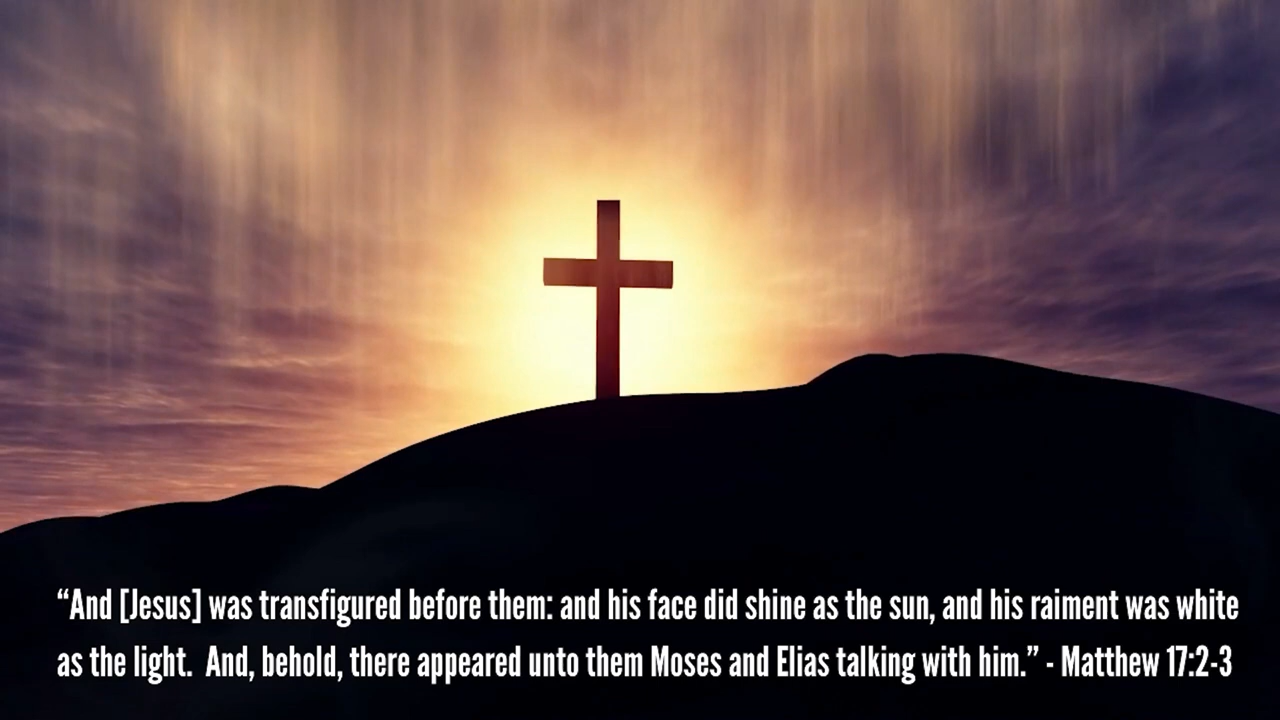 “And [Jesus] was transfigured before them: and his face did shine as the sun, and his raiment was white
as the light.  And, behold, there appeared unto them Moses and Elias talking with him.” - Matthew 17:2-3